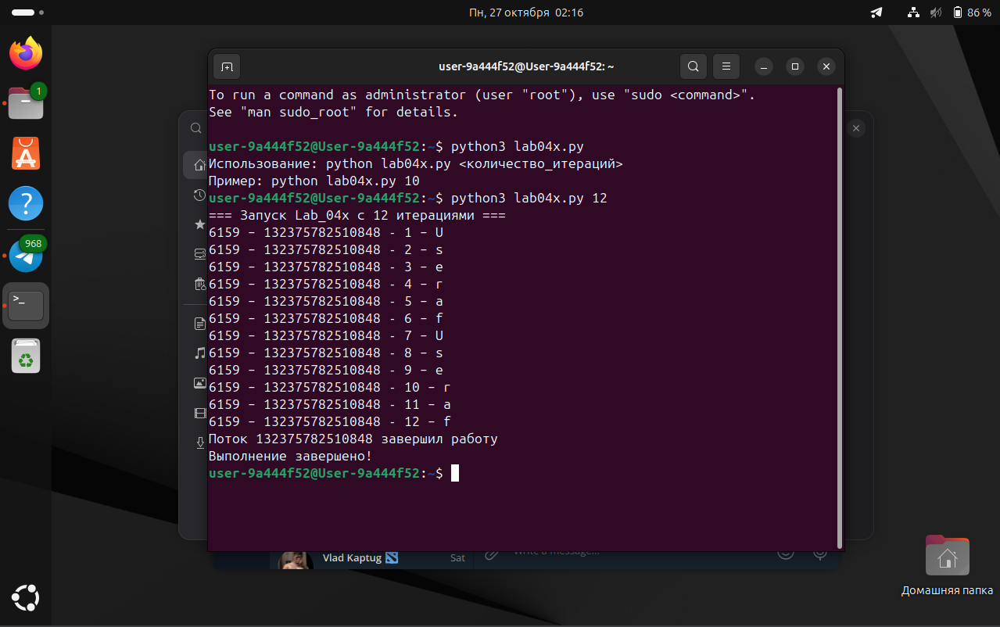 Пн, 27 октября 02:16
86 %
1
968
user-9a444f52@User-9a444f52: ~
To run a command as administrator (user "root"), use "sudo <command>".
See "man sudo_root" for details.
user-9a444f52@User-9a444f52:~$ python3 lab04x.py
Использование: python lab04x.py <количество_итераций>
Пример: python lab04x.py 10
user-9a444f52@User-9a444f52:~$ python3 lab04x.py 12
=== Запуск Lab_04x с 12 итерациями ===
6159 – 132375782510848 - 1 – U
6159 – 132375782510848 - 2 – s
6159 – 132375782510848 - 3 – e
6159 – 132375782510848 - 4 – r
6159 – 132375782510848 - 5 – a
6159 – 132375782510848 - 6 – f
6159 – 132375782510848 - 7 – U
6159 – 132375782510848 - 8 – s
6159 – 132375782510848 - 9 – e
6159 – 132375782510848 - 10 – r
6159 – 132375782510848 - 11 – a
6159 – 132375782510848 - 12 – f
Поток 132375782510848 завершил работу
Выполнение завершено!
user-9a444f52@User-9a444f52:~$
Vlad Kaptug
Sat
Write a message...
Домашняя папка